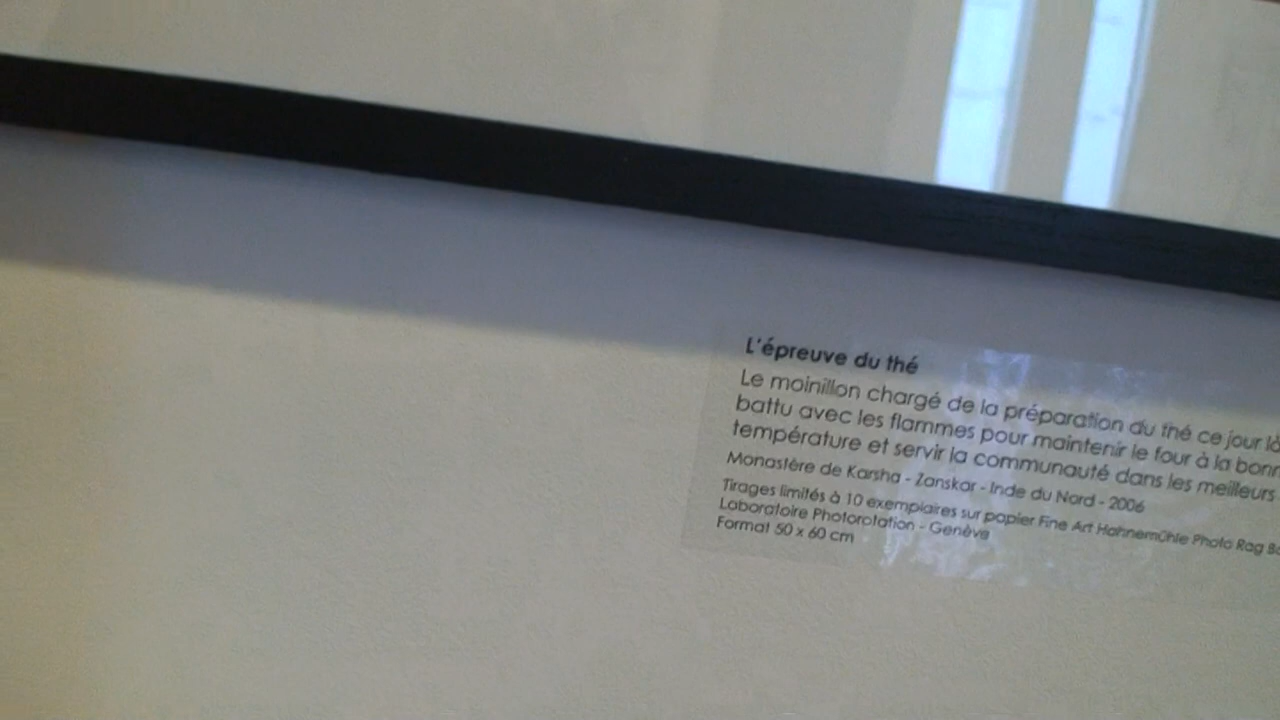 L'épreuve du thé
Le moinillon chargé de la préparation du thé ce jour là
battu avec les flammes pour maintenir le four à la
température et servir la communauté dans les meilleurs
Monastère de Karsha - Zanskar - Inde du Nord - 2006
Tirages limités à 10 exemplaires sur papier Fine Art Hahnemühle Photo Rag
Laboratoire Photorotation - Genève
Format 50 x 60 cm